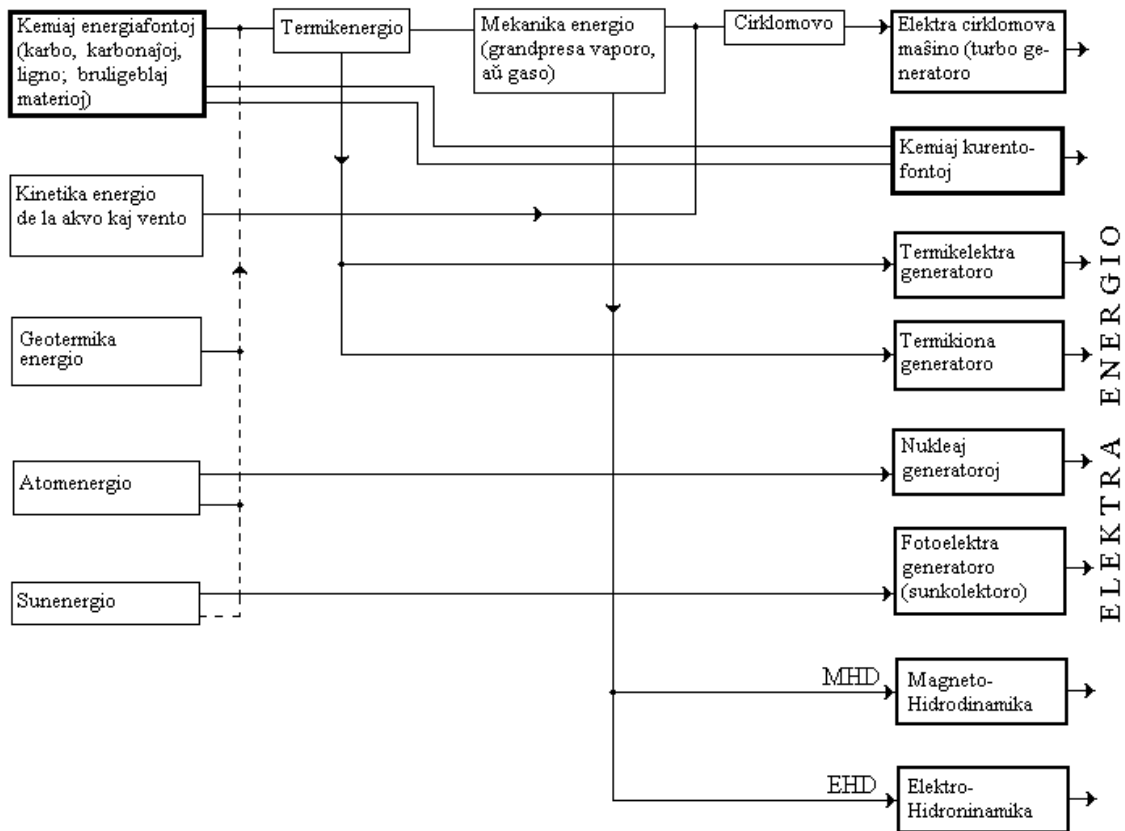 Kemiaj energiafontoj
(karbo, karbonaĵoj,
ligno; bruligeblaj
materioj)
Termikenergio
Mekanika energio
(grandpresa vaporo,
aŭ gaso)
Cirklomovo
Elektra cirklomova
maŝino (turbo ge-
neratoro
Kemiaj kurento-
fontoj
Kinetika energio
de la akvo kaj vento
Termikelektra
generatoro
Geotermika
energio
Termikiona
generatoro
Atomenergio
Nukleaj
generatoroj
Sunenergio
Fotoelektra
generatoro
(sunkolektoro)
MHD
Magneto-
Hidrodinamika
EHD
Elektro-
Hidroninamika
ELEKTRA ENERGIO